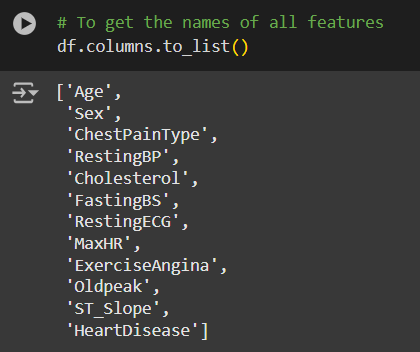 # To get the names of all features
df.columns.to_list()
['Age',
 'Sex',
 'ChestPainType',
 'RestingBP',
 'Cholesterol',
 'FastingBS',
 'RestingECG',
 'MaxHR',
 'ExerciseAngina',
 'Oldpeak',
 'ST_Slope',
 'HeartDisease']